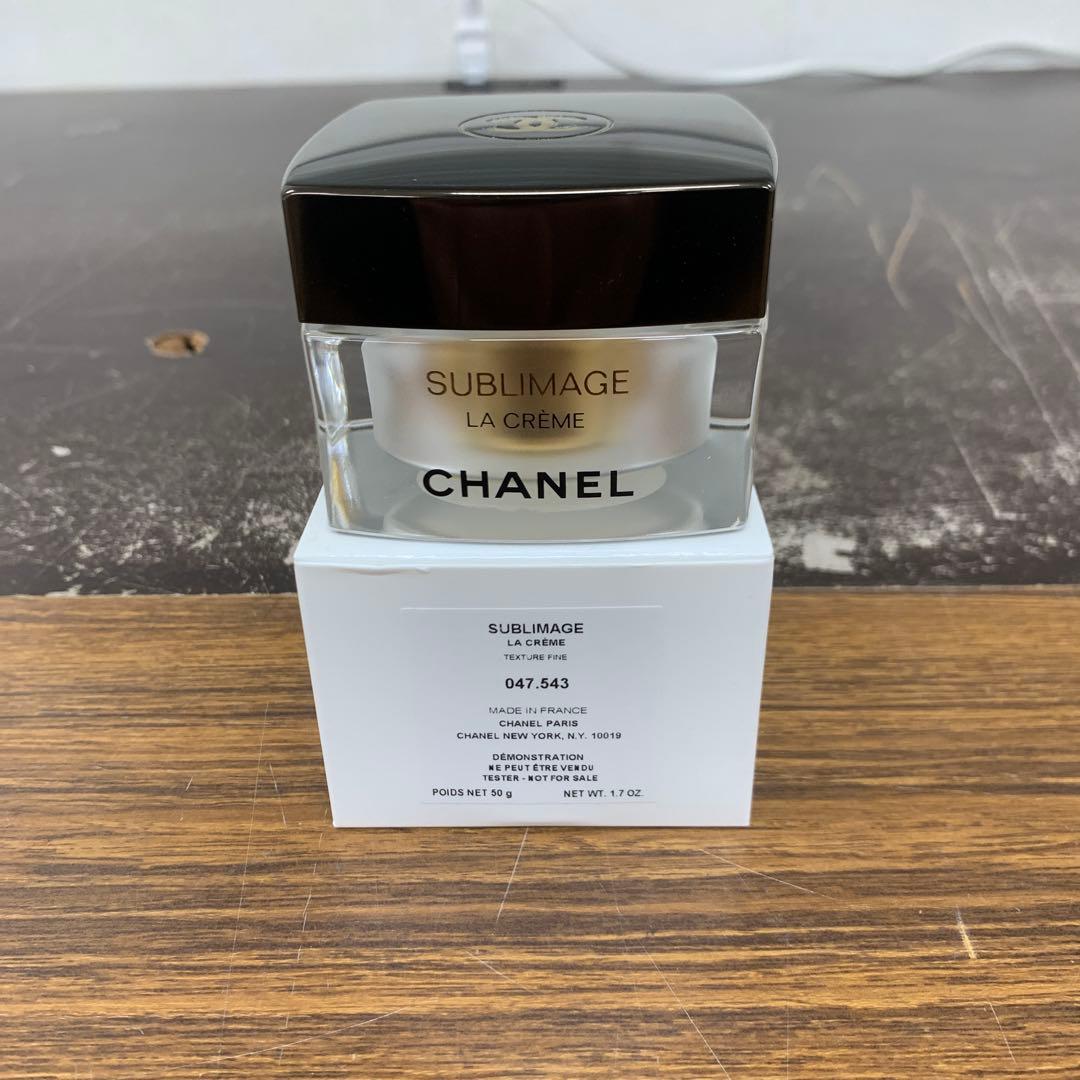 SUBLIMAGE
LA CRÈME
CHANEL
SUBLIMAGE
LA CRÈME
TEXTURE FINE
047.543
MADE IN FRANCE
CHANEL PARIS
CHANEL NEW YORK, N.Y. 10019
DÉMONSTRATION
NE PEUT ÊTRE VENDU
TESTER - NOT FOR SALE
POIDS NET 50 g NET WT. 1.7 OZ.